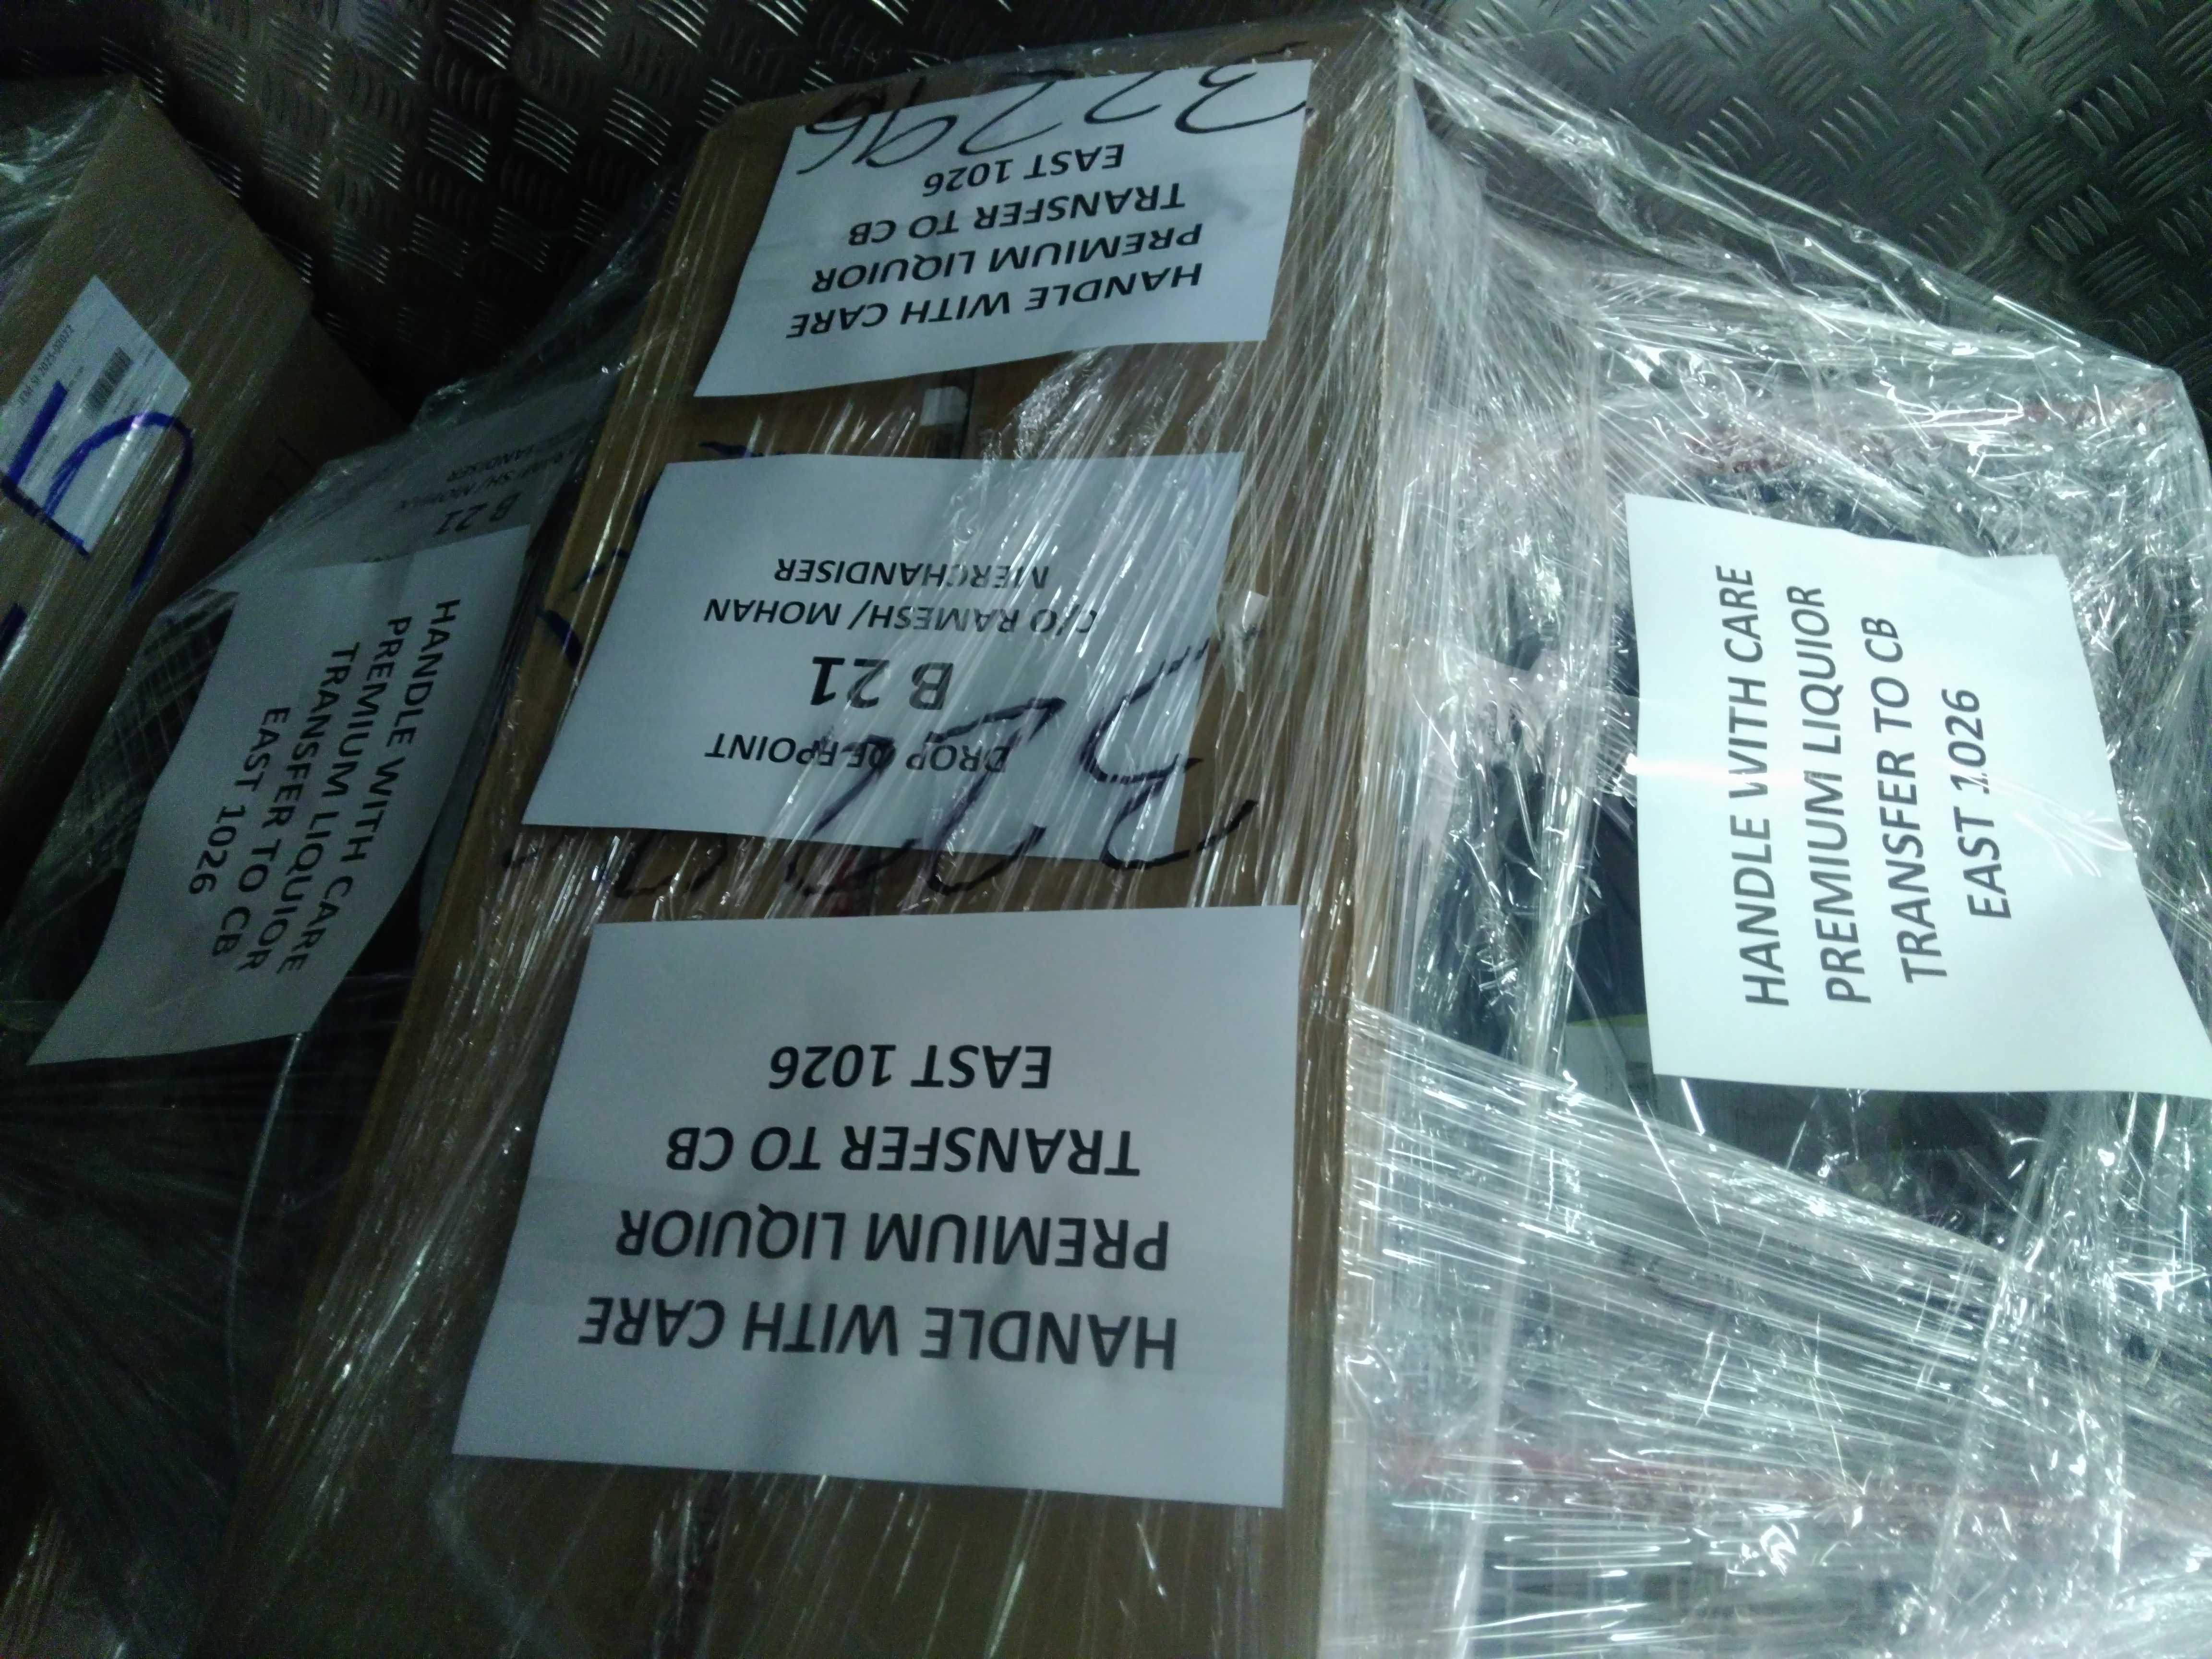 HANDLE WITH CARE
PREMIUM LIQUIOR
TRANSFER TO CB
EAST 1026
32296
DROP OFFPOINT
B 21
C/O RAMESH/ MOHAN
MERCHANDISER
HANDLE WITH CARE
PREMIUM LIQUIOR
TRANSFER TO CB
EAST 1026
HANDLE WITH CARE
PREMIUM LIQUIOR
TRANSFER TO CB
EAST 1026
B 21
HANDLE WITH CARE
PREMIUM LIQUIOR
TRANSFER TO CB
EAST 1026